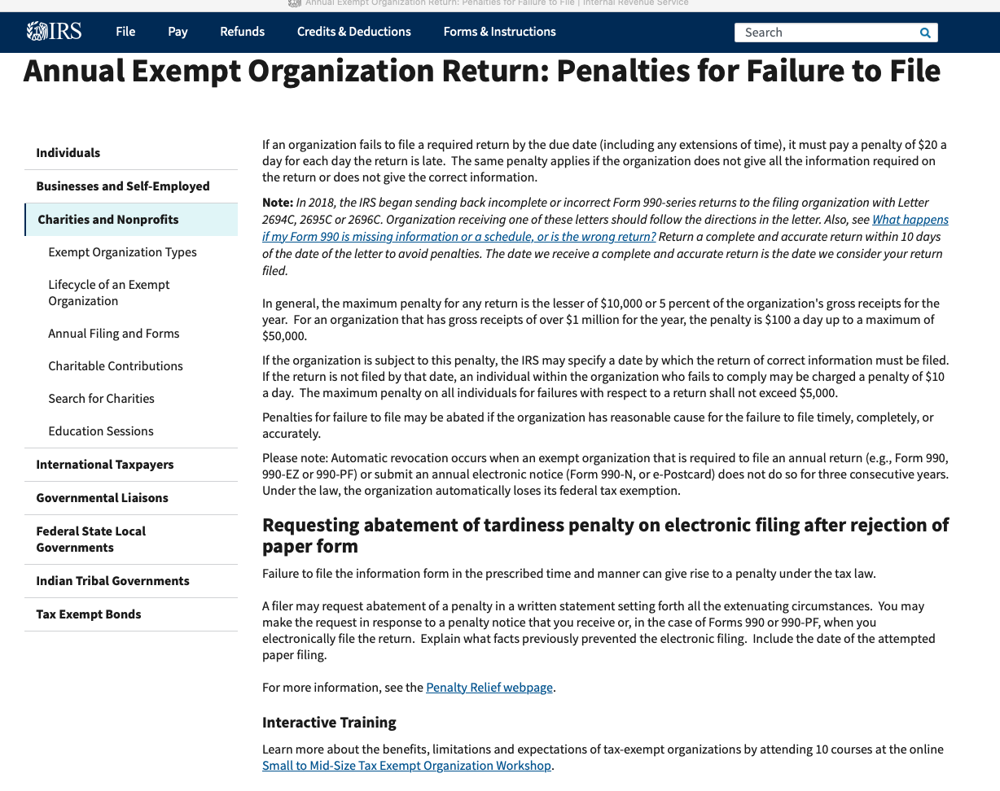 Annual Exempt Organization Return: Penalties for Failure to File | Internal Revenue Service
IRS
File
Pay
Refunds
Credits & Deductions
Forms & Instructions
Search
Annual Exempt Organization Return: Penalties for Failure to File
Individuals
Businesses and Self-Employed
Charities and Nonprofits
Exempt Organization Types
Lifecycle of an Exempt
Organization
Annual Filing and Forms
Charitable Contributions
Search for Charities
Education Sessions
International Taxpayers
Governmental Liaisons
Federal State Local
Governments
Indian Tribal Governments
Tax Exempt Bonds
If an organization fails to file a required return by the due date (including any extensions of time), it must pay a penalty of $20 a
day for each day the return is late.  The same penalty applies if the organization does not give all the information required on
the return or does not give the correct information.
Note: In 2018, the IRS began sending back incomplete or incorrect Form 990-series returns to the filing organization with Letter
2694C, 2695C or 2696C. Organization receiving one of these letters should follow the directions in the letter. Also, see What happens
if my Form 990 is missing information or a schedule, or is the wrong return? Return a complete and accurate return within 10 days
of the date of the letter to avoid penalties. The date we receive a complete and accurate return is the date we consider your return
filed.
In general, the maximum penalty for any return is the lesser of $10,000 or 5 percent of the organization's gross receipts for the
year.  For an organization that has gross receipts of over $1 million for the year, the penalty is $100 a day up to a maximum of
$50,000.
If the organization is subject to this penalty, the IRS may specify a date by which the return of correct information must be filed.
If the return is not filed by that date, an individual within the organization who fails to comply may be charged a penalty of $10
a day.  The maximum penalty on all individuals for failures with respect to a return shall not exceed $5,000.
Penalties for failure to file may be abated if the organization has reasonable cause for the failure to file timely, completely, or
accurately.
Please note: Automatic revocation occurs when an exempt organization that is required to file an annual return (e.g., Form 990,
990-EZ or 990-PF) or submit an annual electronic notice (Form 990-N, or e-Postcard) does not do so for three consecutive years.
Under the law, the organization automatically loses its federal tax exemption.
Requesting abatement of tardiness penalty on electronic filing after rejection of
paper form
Failure to file the information form in the prescribed time and manner can give rise to a penalty under the tax law.
A filer may request abatement of a penalty in a written statement setting forth all the extenuating circumstances.  You may
make the request in response to a penalty notice that you receive or, in the case of Forms 990 or 990-PF, when you
electronically file the return.  Explain what facts previously prevented the electronic filing.  Include the date of the attempted
paper filing.
For more information, see the Penalty Relief webpage.
Interactive Training
Learn more about the benefits, limitations and expectations of tax-exempt organizations by attending 10 courses at the online
Small to Mid-Size Tax Exempt Organization Workshop.